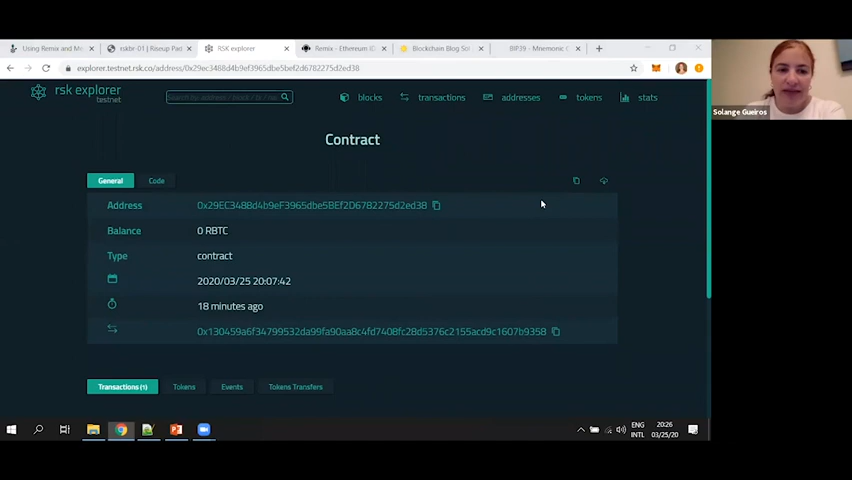 Using Remix and Me
rskbr-01 | Riseup Pad
RSK explorer
Remix - Ethereum ID
Blockchain Blog Sol
BIP39 - Mnemonic C
explorer.testnet.rsk.co/address/0x29ec3488d4b9ef3965dbe5bef2d6782275d2ed38
rsk explorer
testnet
blocks
transactions
addresses
tokens
stats
Solange Gueiros
Contract
General
Code
Address
0x29EC3488d4b9eF3965dbe5BEf2D6782275d2ed38
Balance
0 RBTC
Type
contract
2020/03/25 20:07:42
18 minutes ago
0x130459a6f34799532da99fa90aa8c4fd7408fc28d5376c2155acd9c1607b9358
Transactions (1)
Tokens
Events
Tokens Transfers
ENG
INTL
20:26
03/25/20